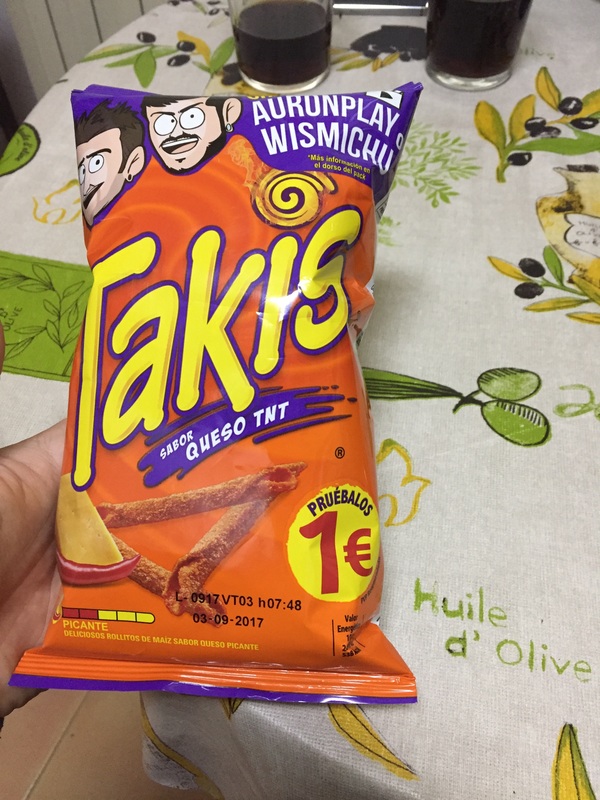 AURONPLAY
WISMICHU
*Más información en
el dorso del pack
Takis
SABOR
QUESO TNT
®
PRUÉBALOS
1€
L-0917VT03 h07:48
03-09-2017
PICANTE
DELICIOSOS ROLLITOS DE MAÍZ SABOR QUESO PICANTE
Huile
d' Olive